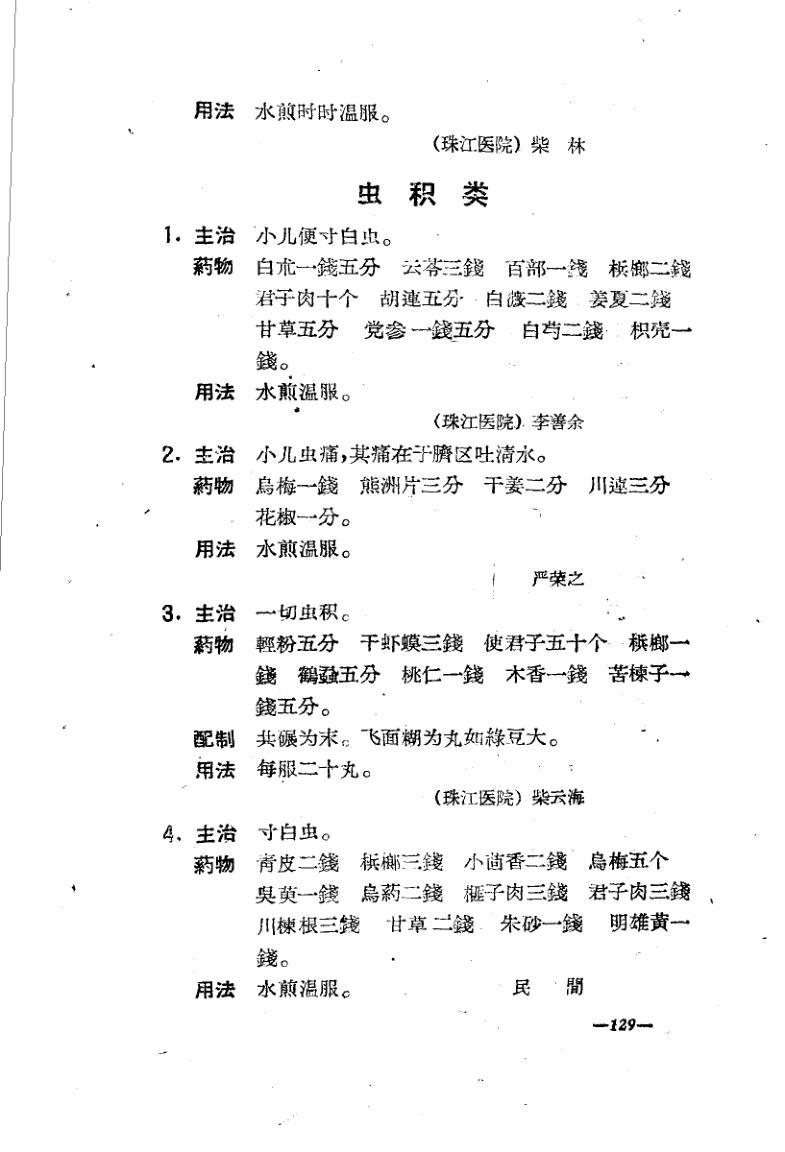 用法 水煎时时温服。
(珠江医院) 柴 林
虫 积 类
1. 主治 小儿便寸白虫。
葯物 白朮一錢五分 云苓三錢 百部一錢 梹榔二錢
君子肉十个 胡連五分 白薇二錢 姜夏二錢
甘草五分 党参一錢五分 白芍二錢 枳壳一
錢。
用法 水煎温服。
(珠江医院) 李善余
2. 主治 小儿虫痛,其痛在于臍区吐清水。
葯物 烏梅一錢 熊洲片三分 干姜二分 川連三分
花椒一分。
用法 水煎温服。
严荣之
3. 主治 一切虫积。
葯物 輕粉五分 干虾蟆三錢 使君子五十个 梹榔一
錢 鶴虱五分 桃仁一錢 木香一錢 苦楝子一
錢五分。
配制 共碾为末。飞面糊为丸如綠豆大。
用法 每服二十丸。
(珠江医院) 柴云海
4. 主治 寸白虫。
葯物 靑皮二錢 梹榔三錢 小茴香二錢 烏梅五个
吳萸一錢 烏葯二錢 榧子肉三錢 君子肉三錢
川楝根三錢 甘草二錢 朱砂一錢 明雄黃一
錢。
用法 水煎温服。 民 間
—129—